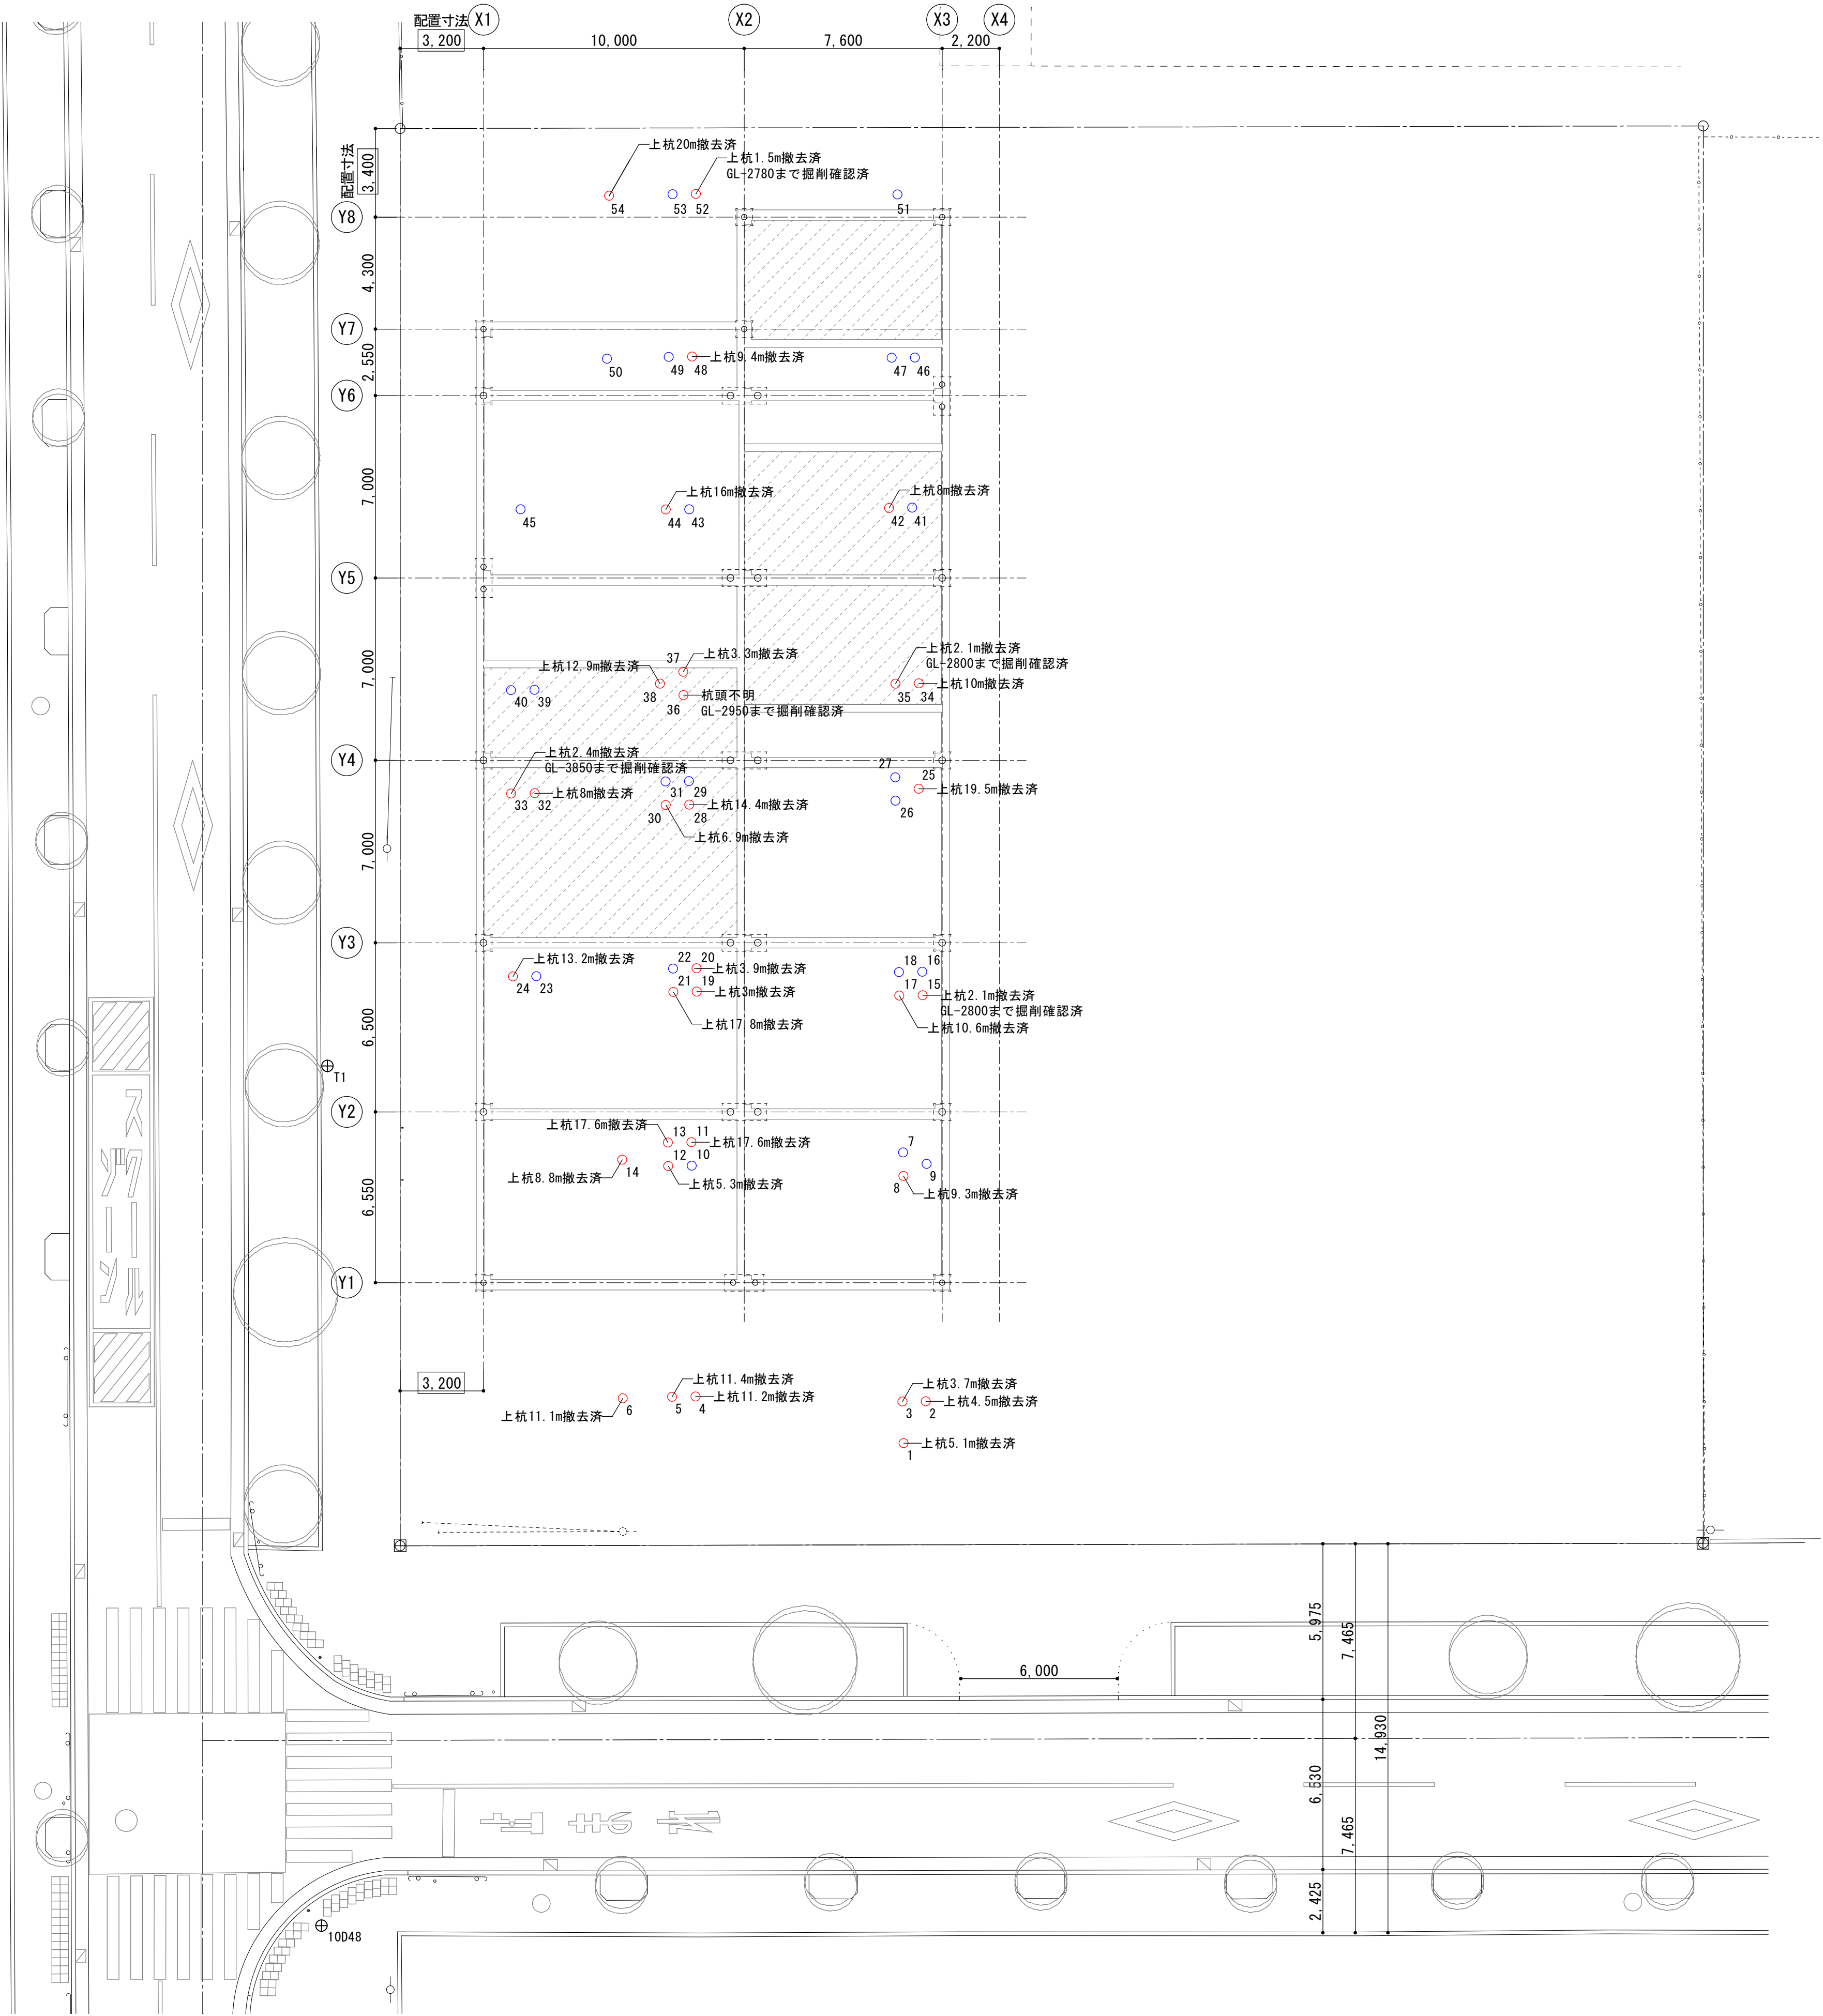 配置寸法 X1 X2 X3 X4
3,200 10,000 7,600 2,200
配置寸法
3,400
上杭20m撤去済
上杭1.5m撤去済
GL-2780まで掘削確認済
54 53 52 51
Y8
4,300
Y7
2,550
上杭9.4m撤去済
50 49 48 47 46
Y6
7,000
上杭16m撤去済
上杭8m撤去済
45 44 43 42 41
Y5
7,000
上杭2.1m撤去済
GL-2800まで掘削確認済
37 上杭3.3m撤去済
上杭12.9m撤去済
上杭10m撤去済
40 39 38 35 34
杭頭不明
36 GL-2950まで掘削確認済
上杭2.4m撤去済
Y4
GL-3850まで掘削確認済
27 25
上杭19.5m撤去済
33 32 上杭8m撤去済
31 29
上杭14.4m撤去済
26
30 28
上杭6.9m撤去済
7,000
Y3
上杭13.2m撤去済
22 20 上杭3.9m撤去済
18 16
24 23
21 19
17 15
上杭3m撤去済
上杭2.1m撤去済
GL-2800まで掘削確認済
上杭17.8m撤去済
上杭10.6m撤去済
6,500
T1
スクール
ゾーン
Y2
上杭17.6m撤去済
13 11
上杭17.6m撤去済
7
12 10
上杭8.8m撤去済
14
上杭5.3m撤去済
9
8
上杭9.3m撤去済
6,550
Y1
3,200
上杭11.4m撤去済
上杭3.7m撤去済
上杭11.2m撤去済
上杭4.5m撤去済
上杭11.1m撤去済
6 5 4 3 2
上杭5.1m撤去済
1
5,975
7,465
6,000
14,930
6,530
7,465
2,425
止まれ
10D48